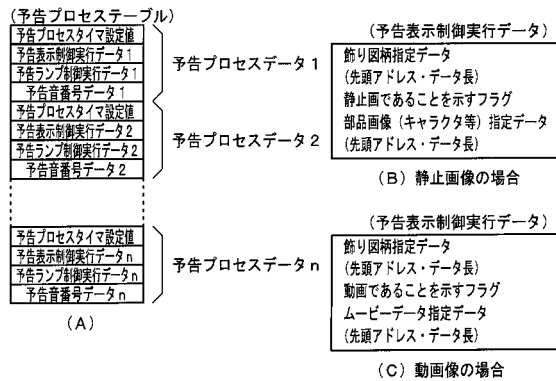 (予告プロセステーブル)
予告プロセスタイマ設定値
予告表示制御実行データ1
予告ランプ制御実行データ1
予告音番号データ1
予告プロセスデータ1
予告プロセスタイマ設定値
予告表示制御実行データ2
予告ランプ制御実行データ2
予告音番号データ2
予告プロセスデータ2
予告プロセスタイマ設定値
予告表示制御実行データn
予告ランプ制御実行データn
予告音番号データn
予告プロセスデータn
(A)
(予告表示制御実行データ)
飾り図柄指定データ
(先頭アドレス・データ長)
静止画であることを示すフラグ
部品画像(キャラクタ等)指定データ
(先頭アドレス・データ長)
(B) 静止画像の場合
(予告表示制御実行データ)
飾り図柄指定データ
(先頭アドレス・データ長)
動画であることを示すフラグ
ムービーデータ指定データ
(先頭アドレス・データ長)
(C) 動画像の場合